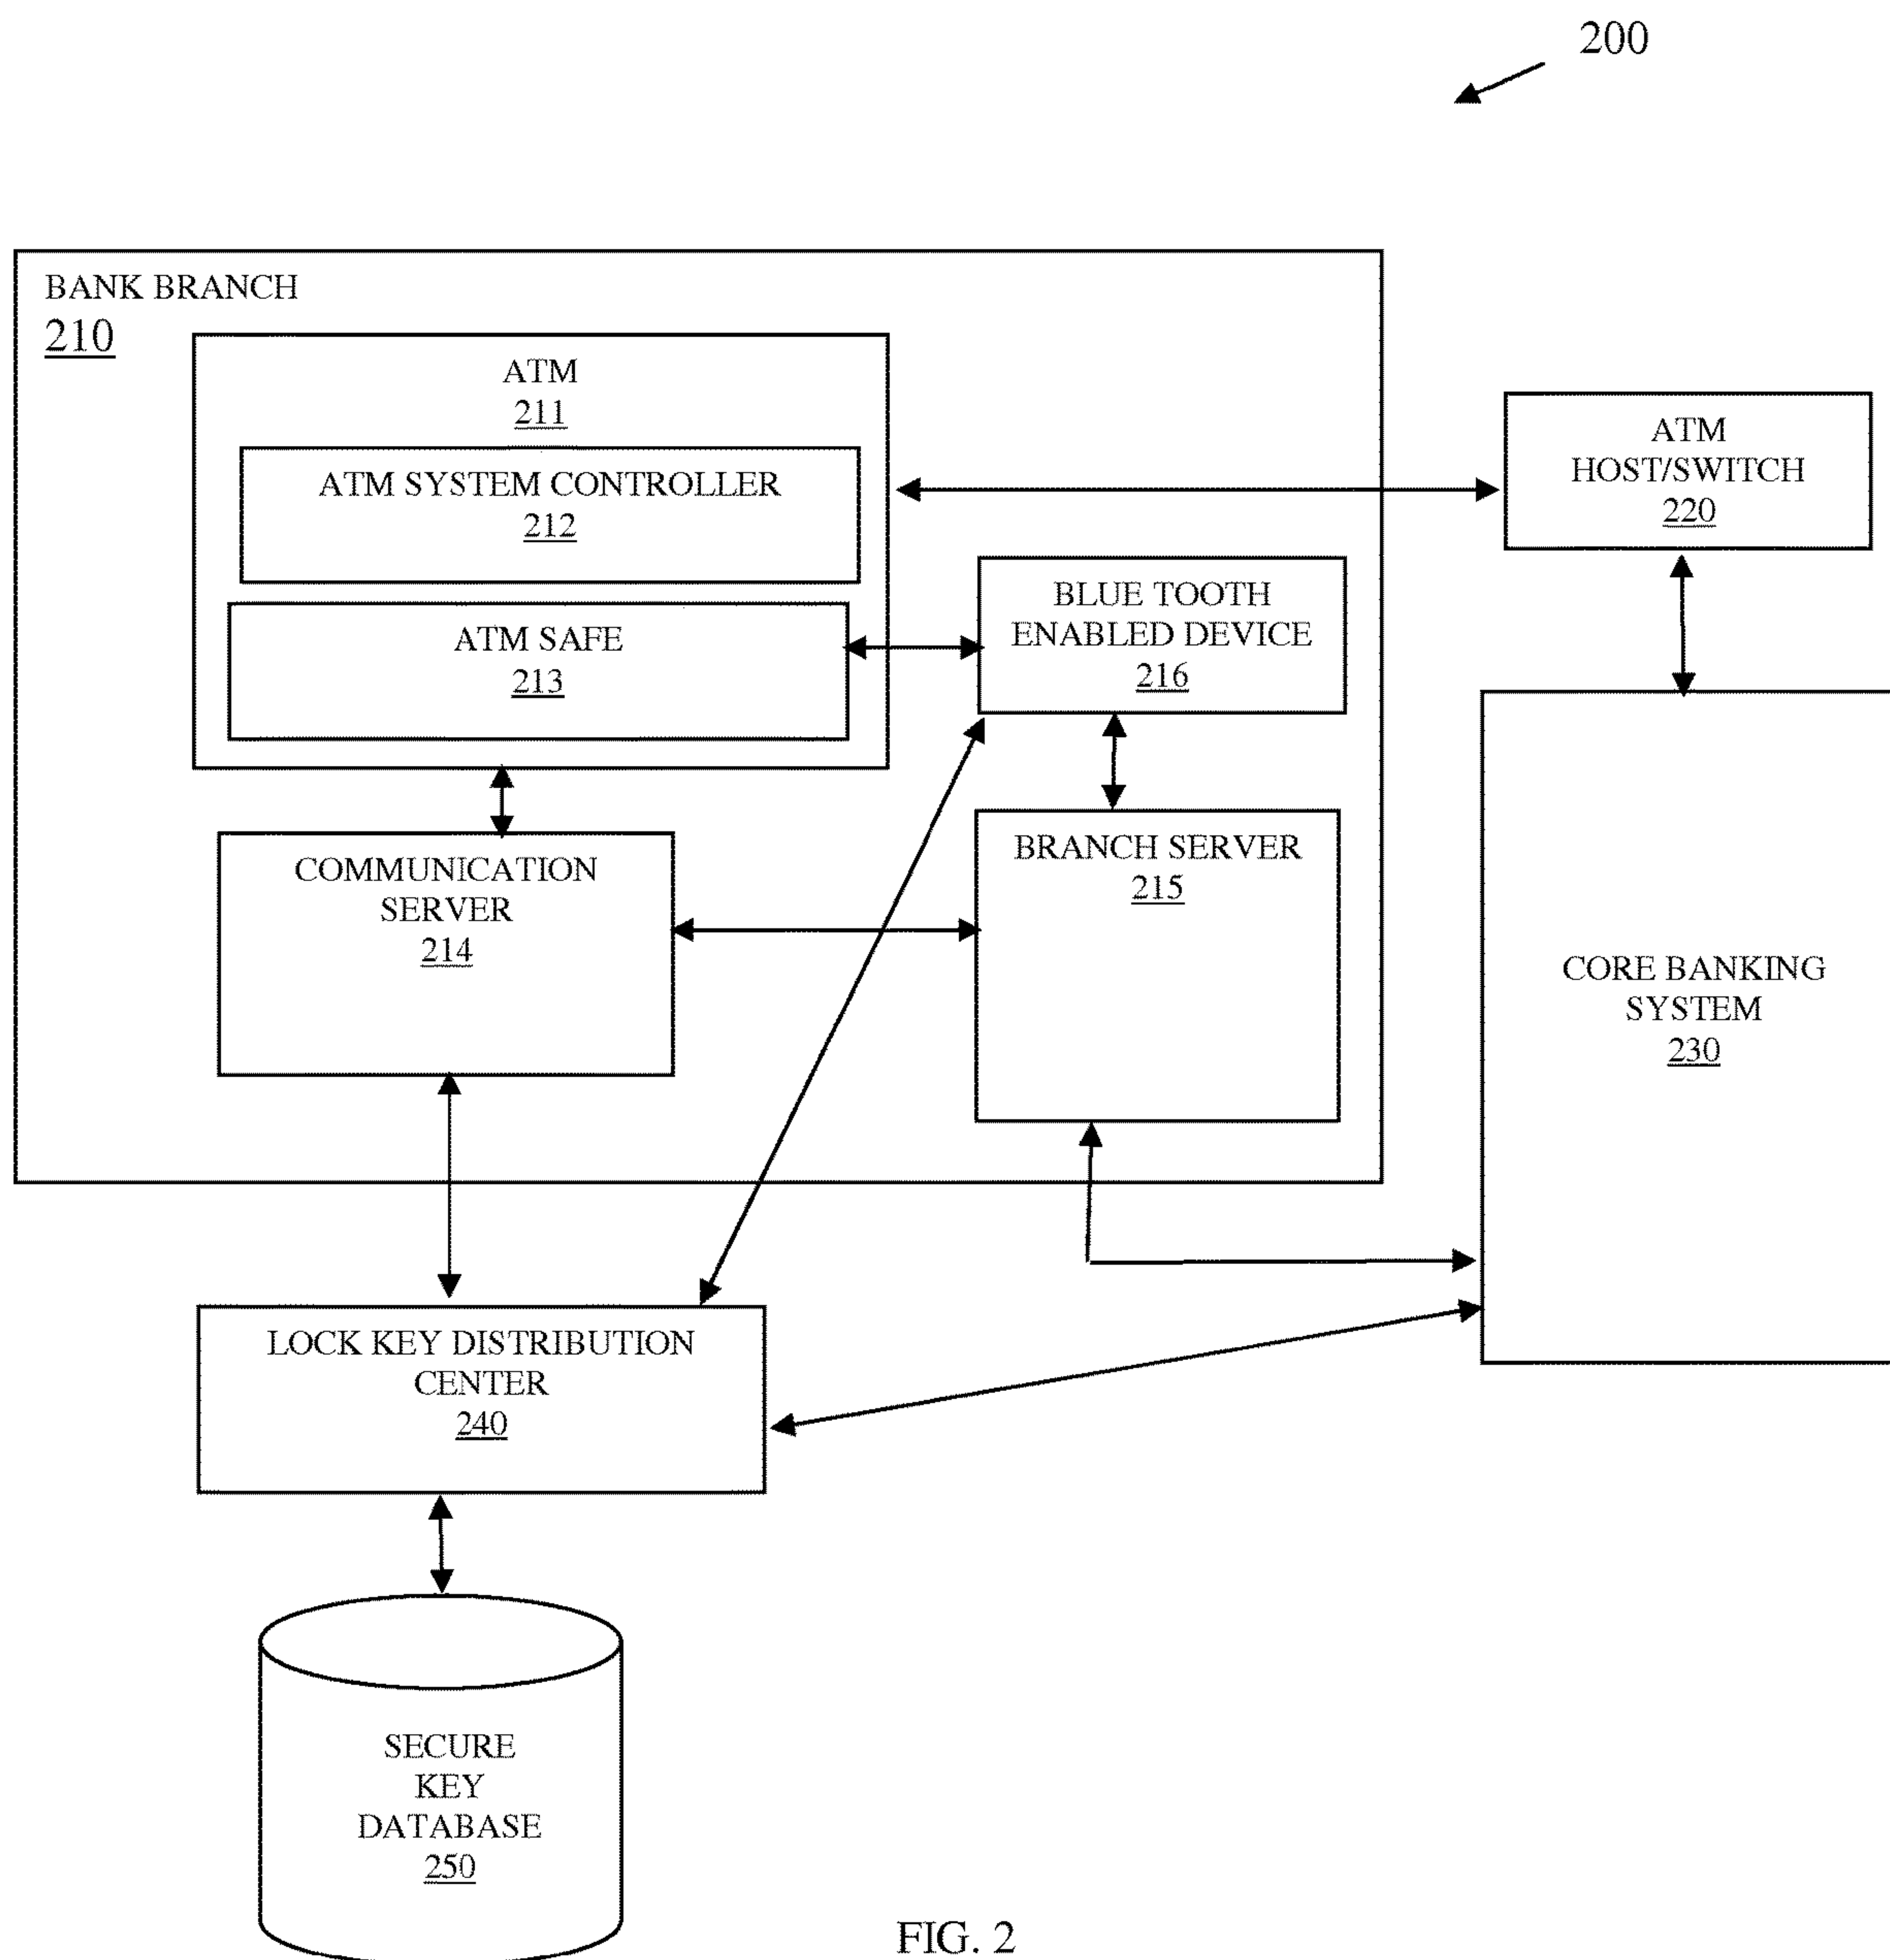 200
BANK BRANCH
210
ATM
211
ATM SYSTEM CONTROLLER
212
ATM SAFE
213
BLUE TOOTH
ENABLED DEVICE
216
ATM
HOST/SWITCH
220
COMMUNICATION
SERVER
214
BRANCH SERVER
215
CORE BANKING
SYSTEM
230
LOCK KEY DISTRIBUTION
CENTER
240
SECURE
KEY
DATABASE
250
FIG. 2